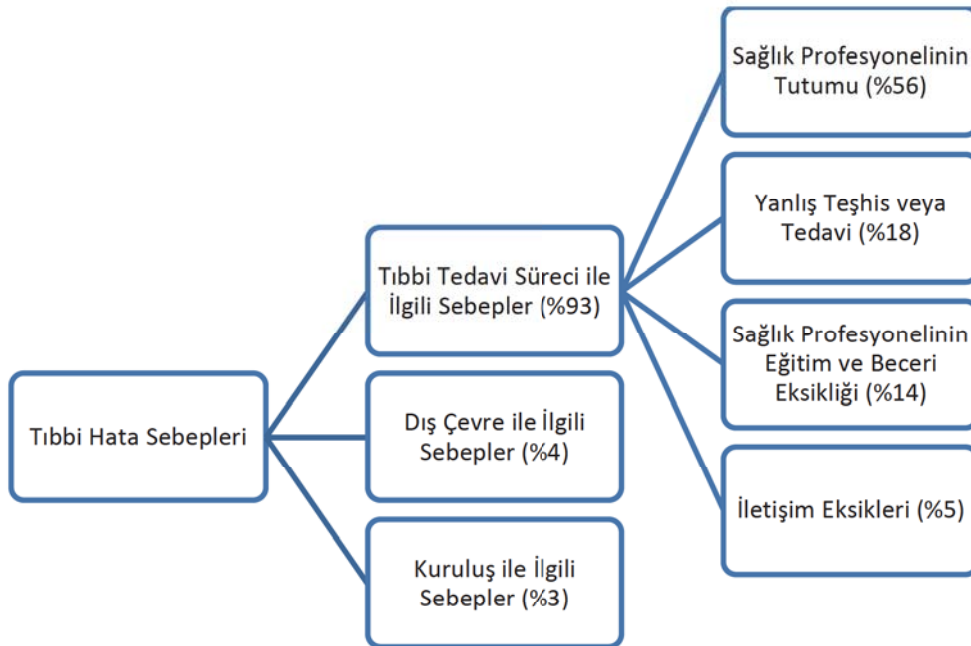 Tıbbi Hata Sebepleri
Tıbbi Tedavi Süreci ile
İlgili Sebepler (%93)
Dış Çevre ile İlgili
Sebepler (%4)
Kuruluş ile İlgili
Sebepler (%3)
Sağlık Profesyonelinin
Tutumu (%56)
Yanlış Teşhis veya
Tedavi (%18)
Sağlık Profesyonelinin
Eğitim ve Beceri
Eksikliği (%14)
İletişim Eksikleri (%5)